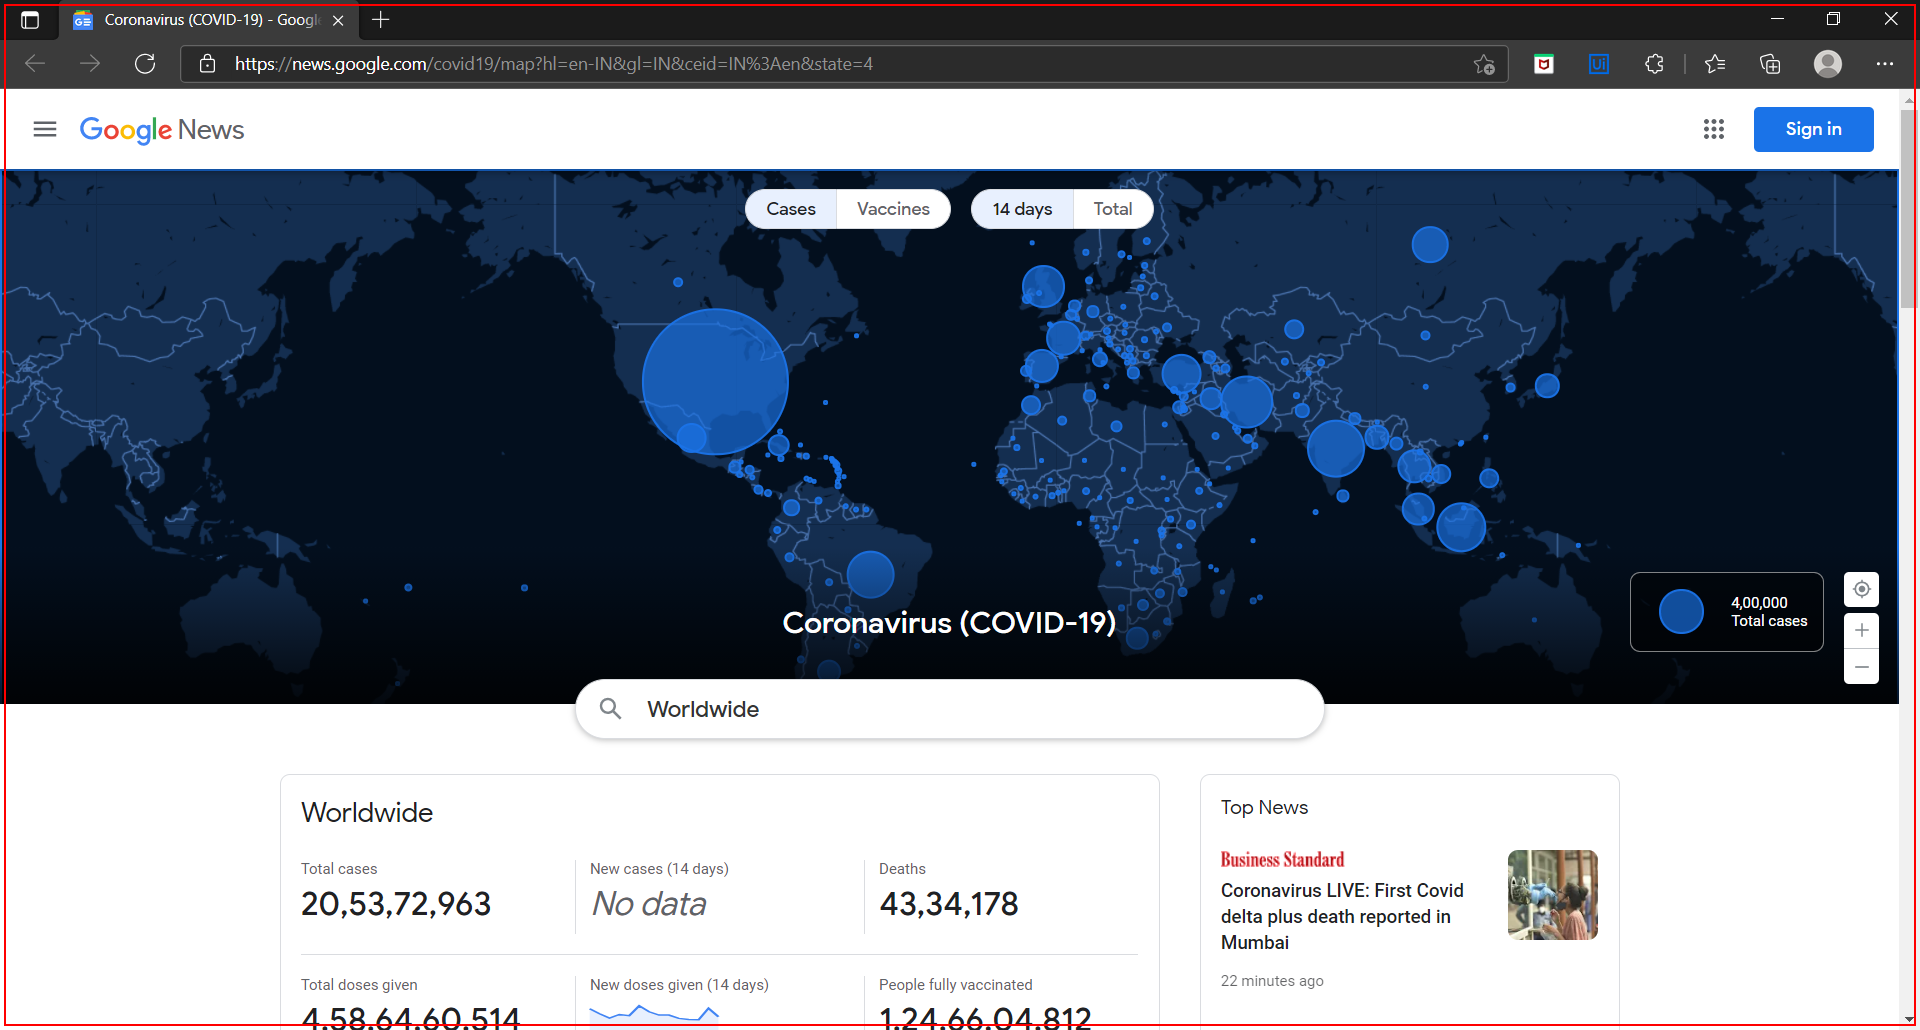 Coronavirus (COVID-19) - Google
https://news.google.com/covid19/map?hl=en-IN&gl=IN&ceid=IN%3Aen&state=4
Google News
Sign in
Cases
Vaccines
14 days
Total
Coronavirus (COVID-19)
4,00,000
Total cases
Worldwide
Worldwide
Total cases
20,53,72,963
New cases (14 days)
No data
Deaths
43,34,178
Total doses given
4,58,64,60,514
New doses given (14 days)
People fully vaccinated
1,24,66,04,812
Top News
Business Standard
Coronavirus LIVE: First Covid
delta plus death reported in
Mumbai
22 minutes ago